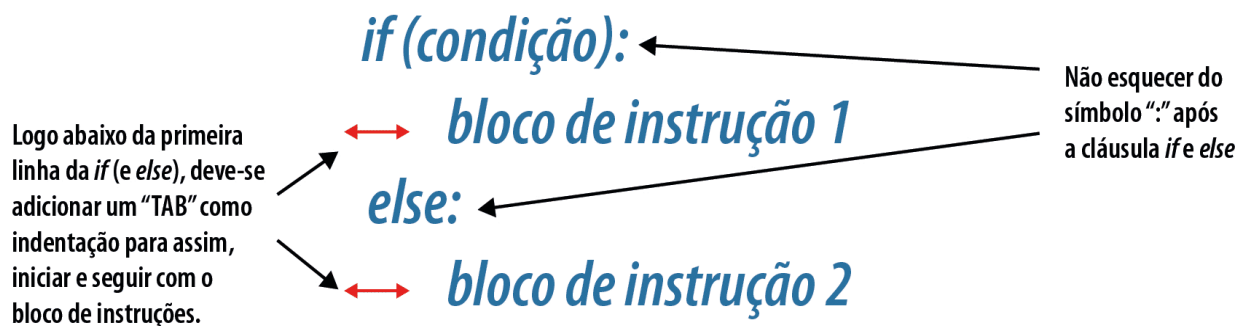 if (condição):
bloco de instrução 1
else:
bloco de instrução 2
Logo abaixo da primeira
linha da if (e else), deve-se
adicionar um “TAB” como
indentação para assim,
iniciar e seguir com o
bloco de instruções.
Não esquecer do
símbolo “:” após
a cláusula if e else